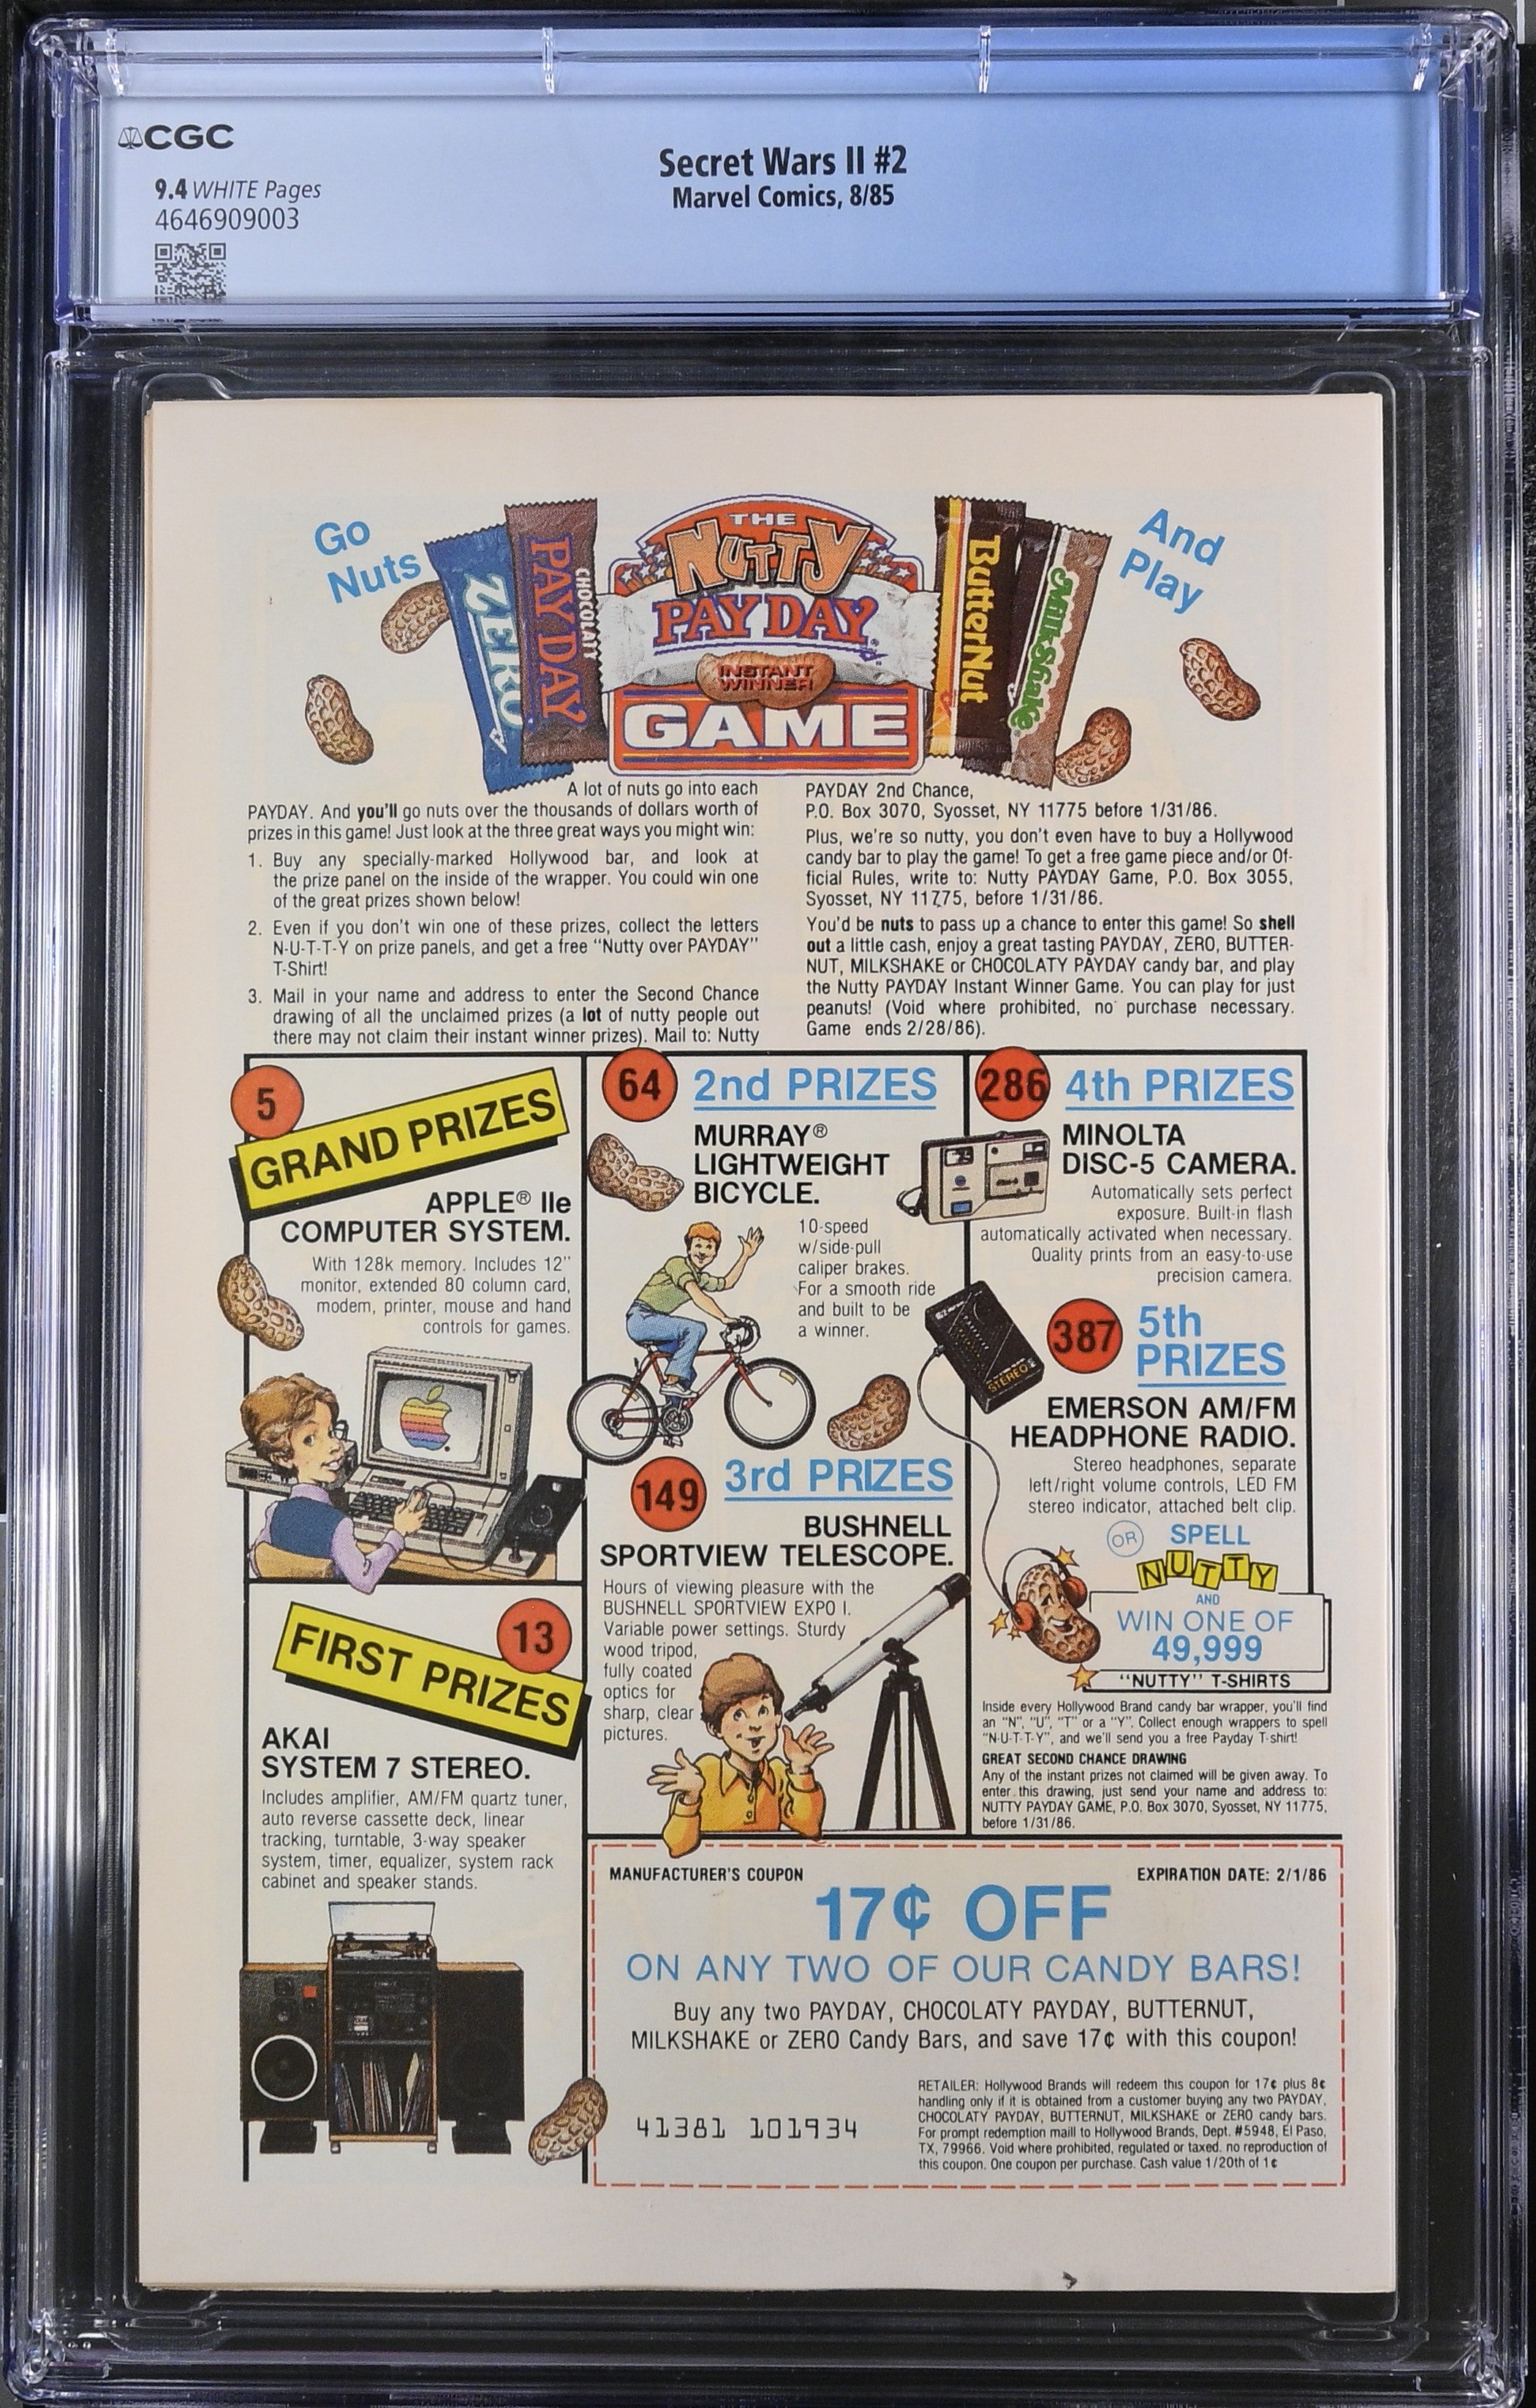 CGC
9.4 WHITE Pages
4646909003
Secret Wars II #2
Marvel Comics, 8/85
Go
Nuts
ZERO
CHOCOLATY
PAY DAY
THE
NUTTY
PAY DAY
INSTANT
WINNER
GAME
ButterNut
MilkShake
And
Play
A lot of nuts go into each
PAYDAY. And you'll go nuts over the thousands of dollars worth of
prizes in this game! Just look at the three great ways you might win:
1. Buy any specially-marked Hollywood bar, and look at
the prize panel on the inside of the wrapper. You could win one
of the great prizes shown below!
2. Even if you don't win one of these prizes, collect the letters
N-U-T-T-Y on prize panels, and get a free "Nutty over PAYDAY"
T-Shirt!
3. Mail in your name and address to enter the Second Chance
drawing of all the unclaimed prizes (a lot of nutty people out
there may not claim their instant winner prizes). Mail to: Nutty
PAYDAY 2nd Chance,
P.O. Box 3070, Syosset, NY 11775 before 1/31/86.
Plus, we're so nutty, you don't even have to buy a Hollywood
candy bar to play the game! To get a free game piece and/or Of-
ficial Rules, write to: Nutty PAYDAY Game, P.O. Box 3055,
Syosset, NY 11775, before 1/31/86.
You'd be nuts to pass up a chance to enter this game! So shell
out a little cash, enjoy a great tasting PAYDAY, ZERO, BUTTER-
NUT, MILKSHAKE or CHOCOLATY PAYDAY candy bar, and play
the Nutty PAYDAY Instant Winner Game. You can play for just
peanuts! (Void where prohibited, no purchase necessary.
Game ends 2/28/86).
5
GRAND PRIZES
APPLE® IIe
COMPUTER SYSTEM.
With 128k memory. Includes 12"
monitor, extended 80 column card,
modem, printer, mouse and hand
controls for games.
13
FIRST PRIZES
AKAI
SYSTEM 7 STEREO.
Includes amplifier, AM/FM quartz tuner,
auto reverse cassette deck, linear
tracking, turntable, 3-way speaker
system, timer, equalizer, system rack
cabinet and speaker stands.
64 2nd PRIZES
MURRAY®
LIGHTWEIGHT
BICYCLE.
10-speed
w/side-pull
caliper brakes.
For a smooth ride
and built to be
a winner.
149 3rd PRIZES
BUSHNELL
SPORTVIEW TELESCOPE.
Hours of viewing pleasure with the
BUSHNELL SPORTVIEW EXPO I.
Variable power settings. Sturdy
wood tripod,
fully coated
optics for
sharp, clear
pictures.
286 4th PRIZES
MINOLTA
DISC-5 CAMERA.
Automatically sets perfect
exposure. Built-in flash
automatically activated when necessary.
Quality prints from an easy-to-use
precision camera.
387 5th
PRIZES
STEREO
EMERSON AM/FM
HEADPHONE RADIO.
Stereo headphones, separate
left/right volume controls, LED FM
stereo indicator, attached belt clip.
OR SPELL
NUTTY
AND
WIN ONE OF
49,999
"NUTTY" T-SHIRTS
Inside every Hollywood Brand candy bar wrapper, you'll find
an "N", "U", "T" or a "Y". Collect enough wrappers to spell
"N-U-T-T-Y", and we'll send you a free Payday T-shirt!
GREAT SECOND CHANCE DRAWING
Any of the instant prizes not claimed will be given away. To
enter this drawing, just send your name and address to:
NUTTY PAYDAY GAME, P.O. Box 3070, Syosset, NY 11775,
before 1/31/86.
MANUFACTURER'S COUPON EXPIRATION DATE: 2/1/86
17¢ OFF
ON ANY TWO OF OUR CANDY BARS!
Buy any two PAYDAY, CHOCOLATY PAYDAY, BUTTERNUT,
MILKSHAKE or ZERO Candy Bars, and save 17¢ with this coupon!
41381 101934
RETAILER: Hollywood Brands will redeem this coupon for 17¢ plus 8¢
handling only if it is obtained from a customer buying any two PAYDAY,
CHOCOLATY PAYDAY, BUTTERNUT, MILKSHAKE or ZERO candy bars.
For prompt redemption maill to Hollywood Brands, Dept. #5948, El Paso,
TX, 79966. Void where prohibited, regulated or taxed. no reproduction of
this coupon. One coupon per purchase. Cash value 1/20th of 1¢